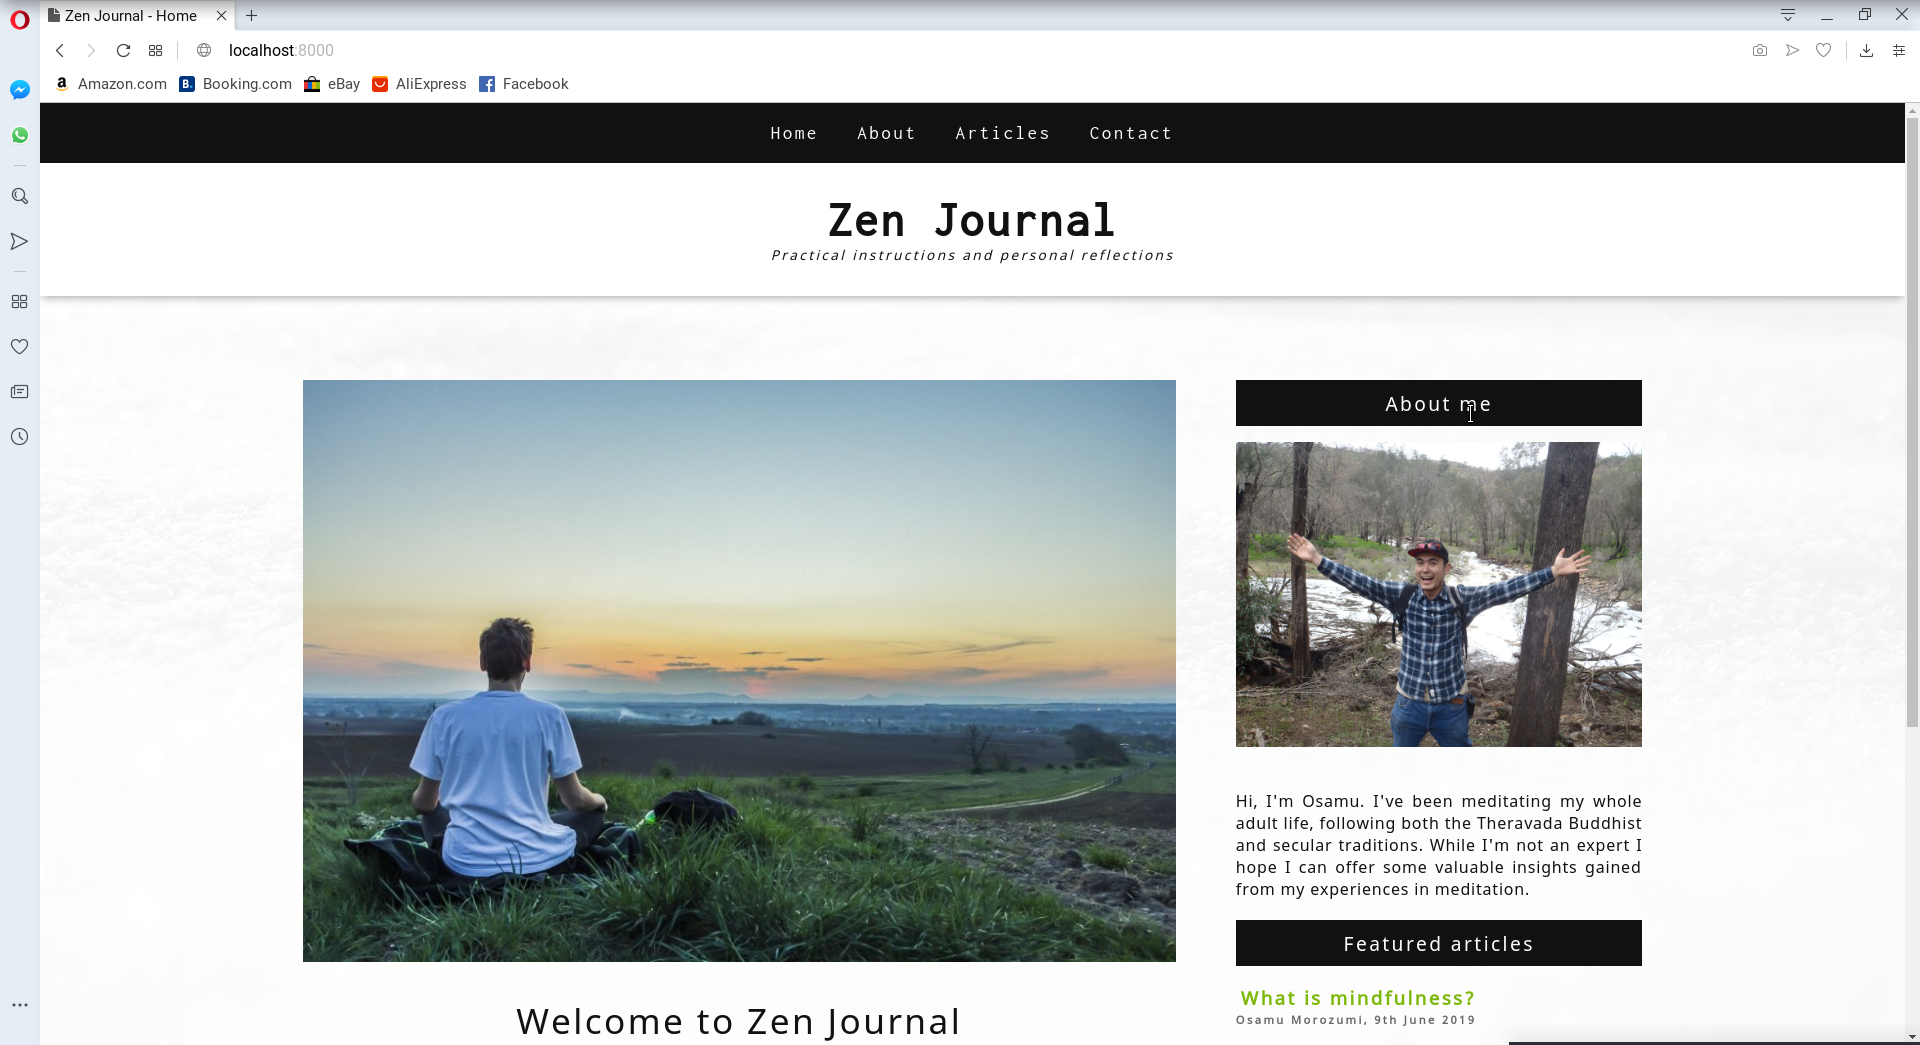 Zen Journal - Home
localhost:8000
Amazon.com
Booking.com
eBay
AliExpress
Facebook
Home About Articles Contact
Zen Journal
Practical instructions and personal reflections
About me
Hi, I'm Osamu. I've been meditating my whole
adult life, following both the Theravada Buddhist
and secular traditions. While I'm not an expert I
hope I can offer some valuable insights gained
from my experiences in meditation.
Featured articles
What is mindfulness?
Osamu Morozumi, 9th June 2019
Welcome to Zen Journal